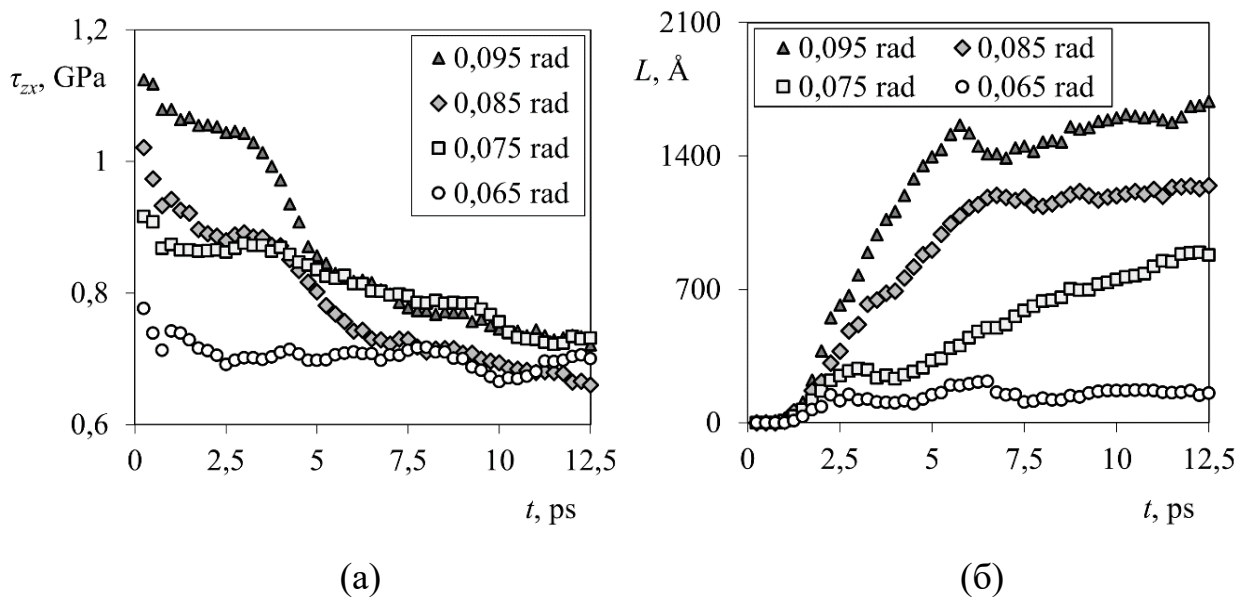 1,2
τzx, GPa
1
0,8
0,6
0,095 rad
0,085 rad
0,075 rad
0,065 rad
0 2,5 5 7,5 10 12,5
t, ps
(а)
2100
L, Å
1400
700
0
0,095 rad 0,085 rad
0,075 rad 0,065 rad
0 2,5 5 7,5 10 12,5
t, ps
(б)